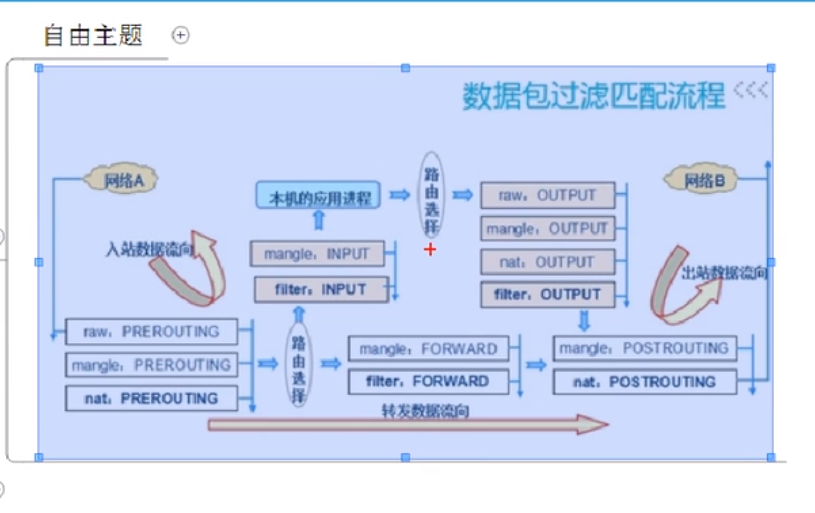 自由主题
数据包过滤匹配流程
<<<
网络A
本机的应用进程
路由选择
raw：OUTPUT
网络B
mangle：OUTPUT
入站数据流向
mangle：INPUT
nat：OUTPUT
出站数据流向
filter：INPUT
filter：OUTPUT
raw：PREROUTING
路由选择
mangle：FORWARD
mangle：POSTROUTING
mangle：PREROUTING
filter：FORWARD
nat：POSTROUTING
nat：PREROUTING
转发数据流向